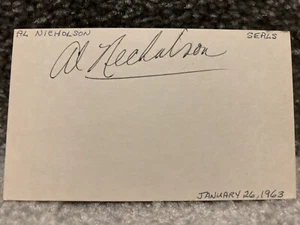 AL NICHOLSON SEALS
Al Nicholson
JANUARY 26, 1963